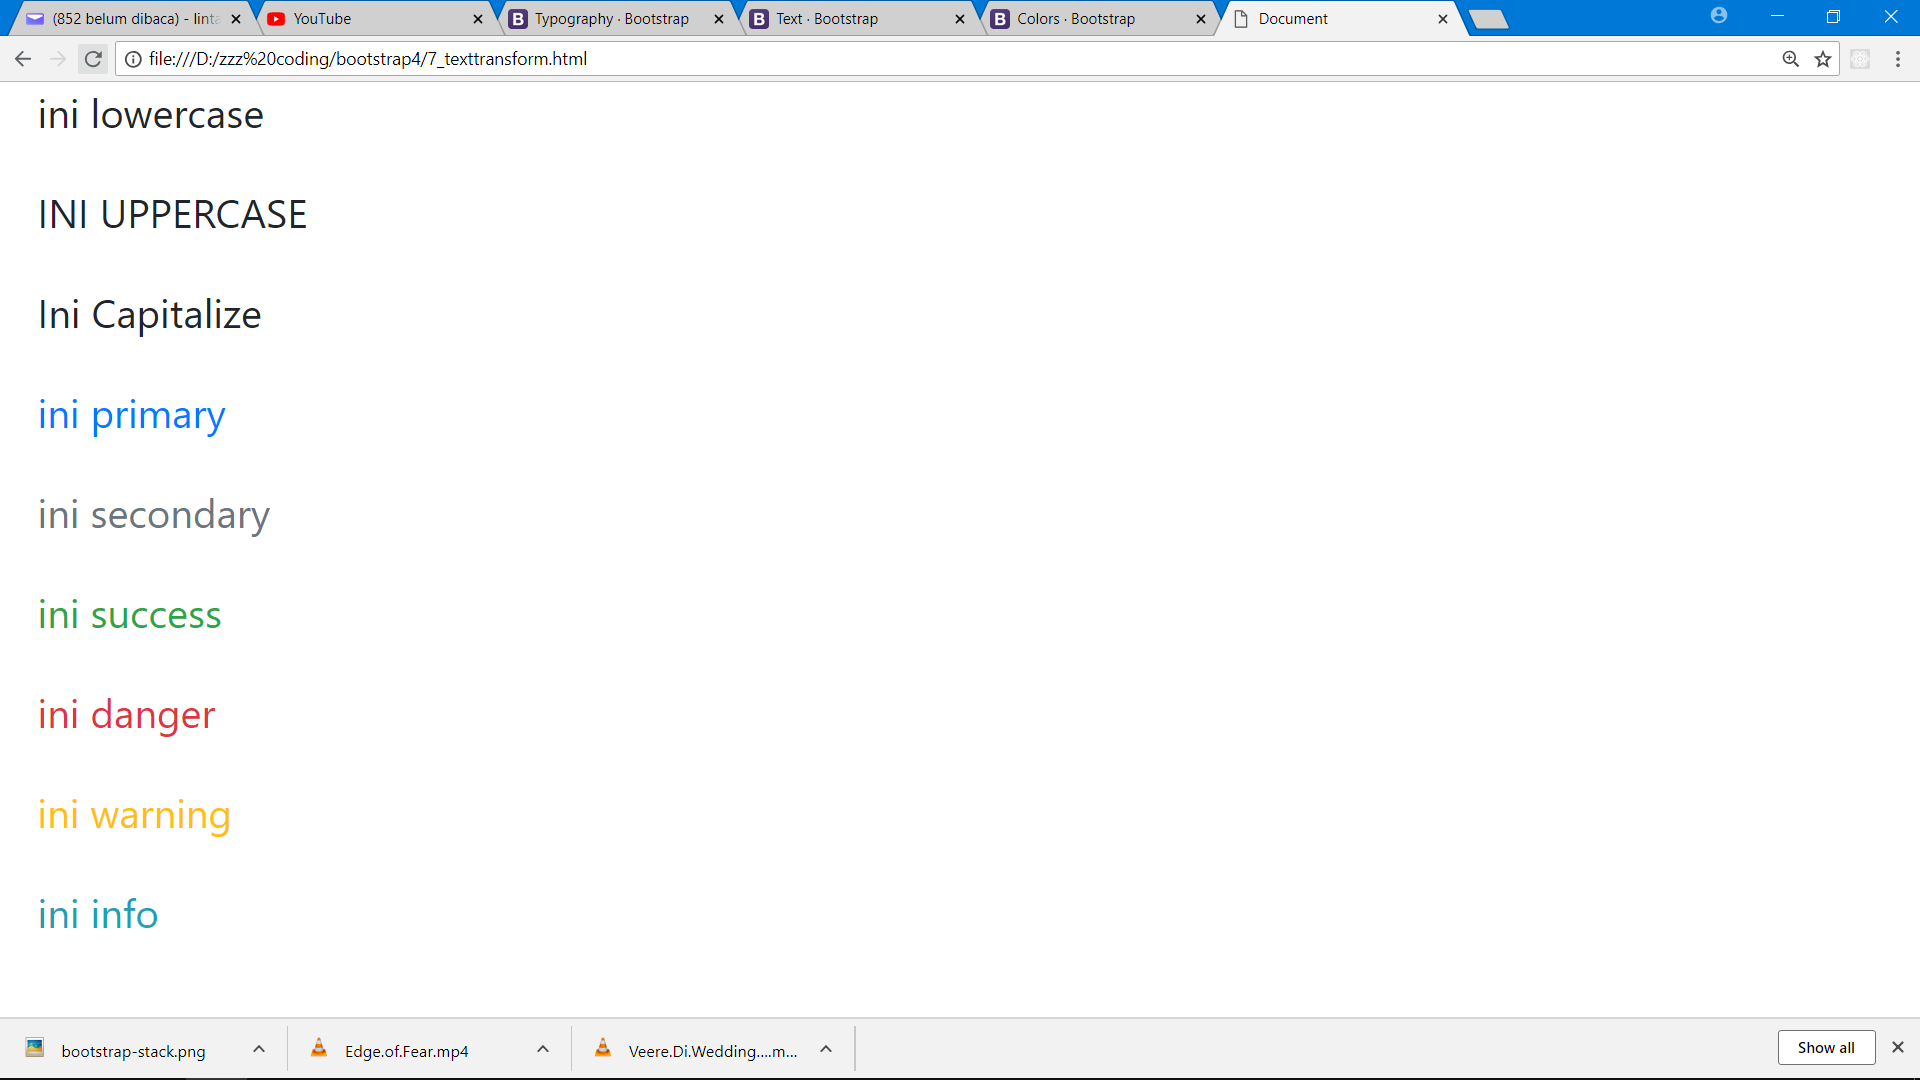 (852 belum dibaca) - linta
YouTube
Typography · Bootstrap
Text · Bootstrap
Colors · Bootstrap
Document
file:///D:/zzz%20coding/bootstrap4/7_texttransform.html
ini lowercase
INI UPPERCASE
Ini Capitalize
ini primary
ini secondary
ini success
ini danger
ini warning
ini info
bootstrap-stack.png
Edge.of.Fear.mp4
Veere.Di.Wedding....m...
Show all